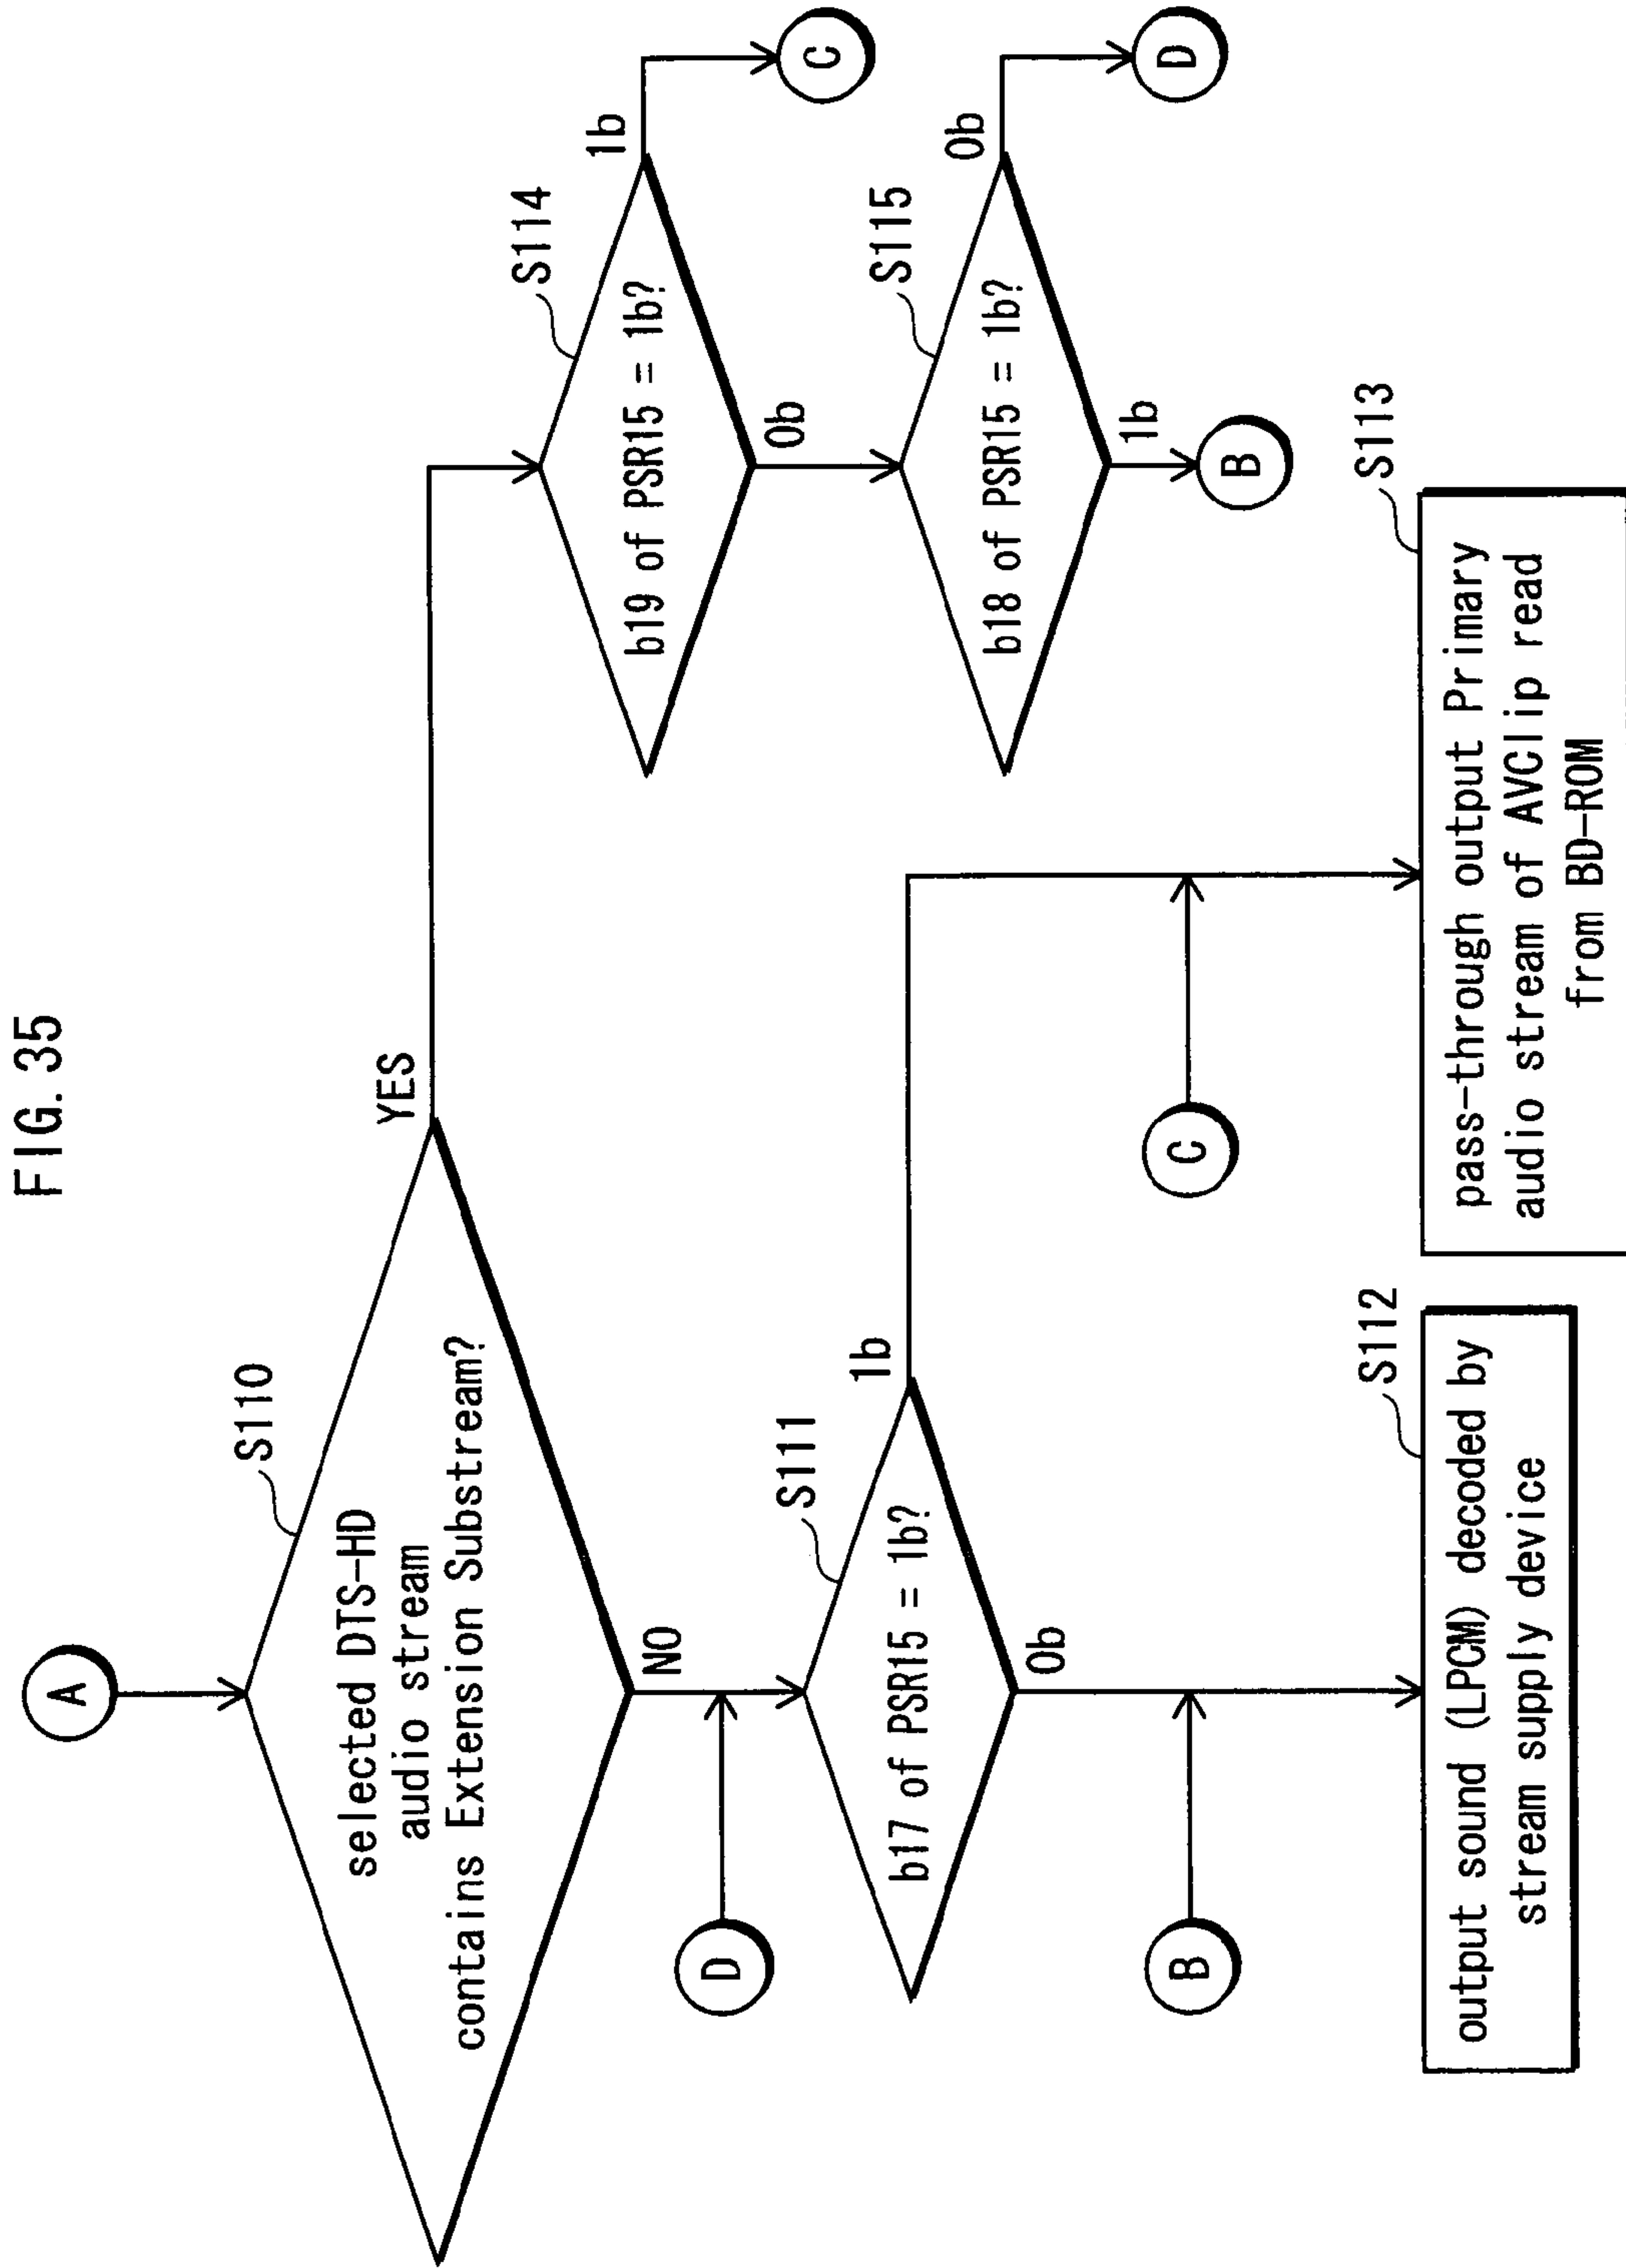 FIG. 35
A
S110
selected DTS-HD
audio stream
contains Extension Substream?
YES
NO
S114
b19 of PSR15 = 1b?
1b
C
0b
D
S111
b17 of PSR15 = 1b?
1b
0b
S115
b18 of PSR15 = 1b?
0b
D
1b
B
C
B
S112
output sound (LPCM) decoded by
stream supply device
S113
pass-through output Primary
audio stream of AVClip read
from BD-ROM